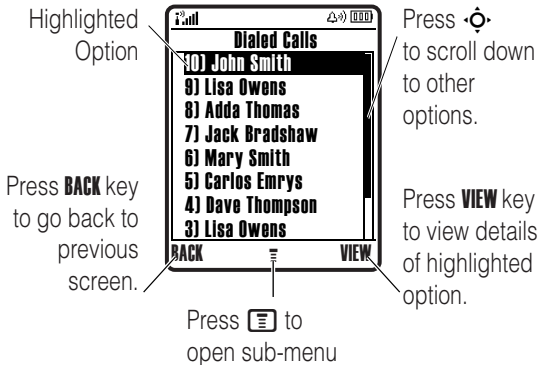 Highlighted
Option
Dialed Calls
10) John Smith
9) Lisa Owens
8) Adda Thomas
7) Jack Bradshaw
6) Mary Smith
5) Carlos Emrys
4) Dave Thompson
3) Lisa Owens
BACK
VIEW
Press
to scroll down
to other
options.
Press BACK key
to go back to
previous
screen.
Press VIEW key
to view details
of highlighted
option.
Press to
open sub-menu